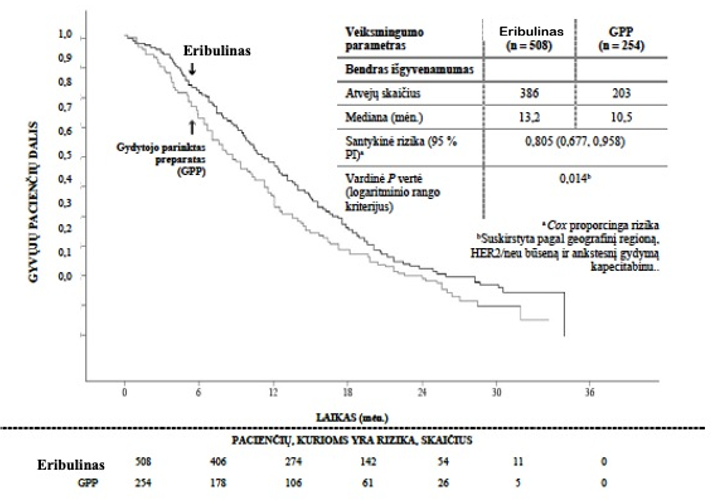 Veiksmingumo parametras Eribulinas (n = 508) GPP (n = 254)
Bendras išgyvenamumas
Atvejų skaičius 386 203
Mediana (mėn.) 13,2 10,5
Santykinė rizika (95 % PI)ᵃ 0,805 (0,677, 0,958)
Vardinė P vertė (logaritminio rango kriterijus) 0,014ᵇ
ᵃ Cox proporcinga rizika
ᵇSuskirstyta pagal geografinį regioną,
HER2/neu būseną ir ankstesnį gydymą
kapecitabinu..
GYVŲJŲ PACIENČIŲ DALIS
1,0
0,9
0,8
0,7
0,6
0,5
0,4
0,3
0,2
0,1
0,0
Eribulinas
Gydytojo parinktas
preparatas
(GPP)
0 6 12 18 24 30 36
LAIKAS (mėn.)
PACIENČIŲ, KURIOMS YRA RIZIKA, SKAIČIUS
Eribulinas 508 406 274 142 54 11 0
GPP 254 178 106 61 26 5 0